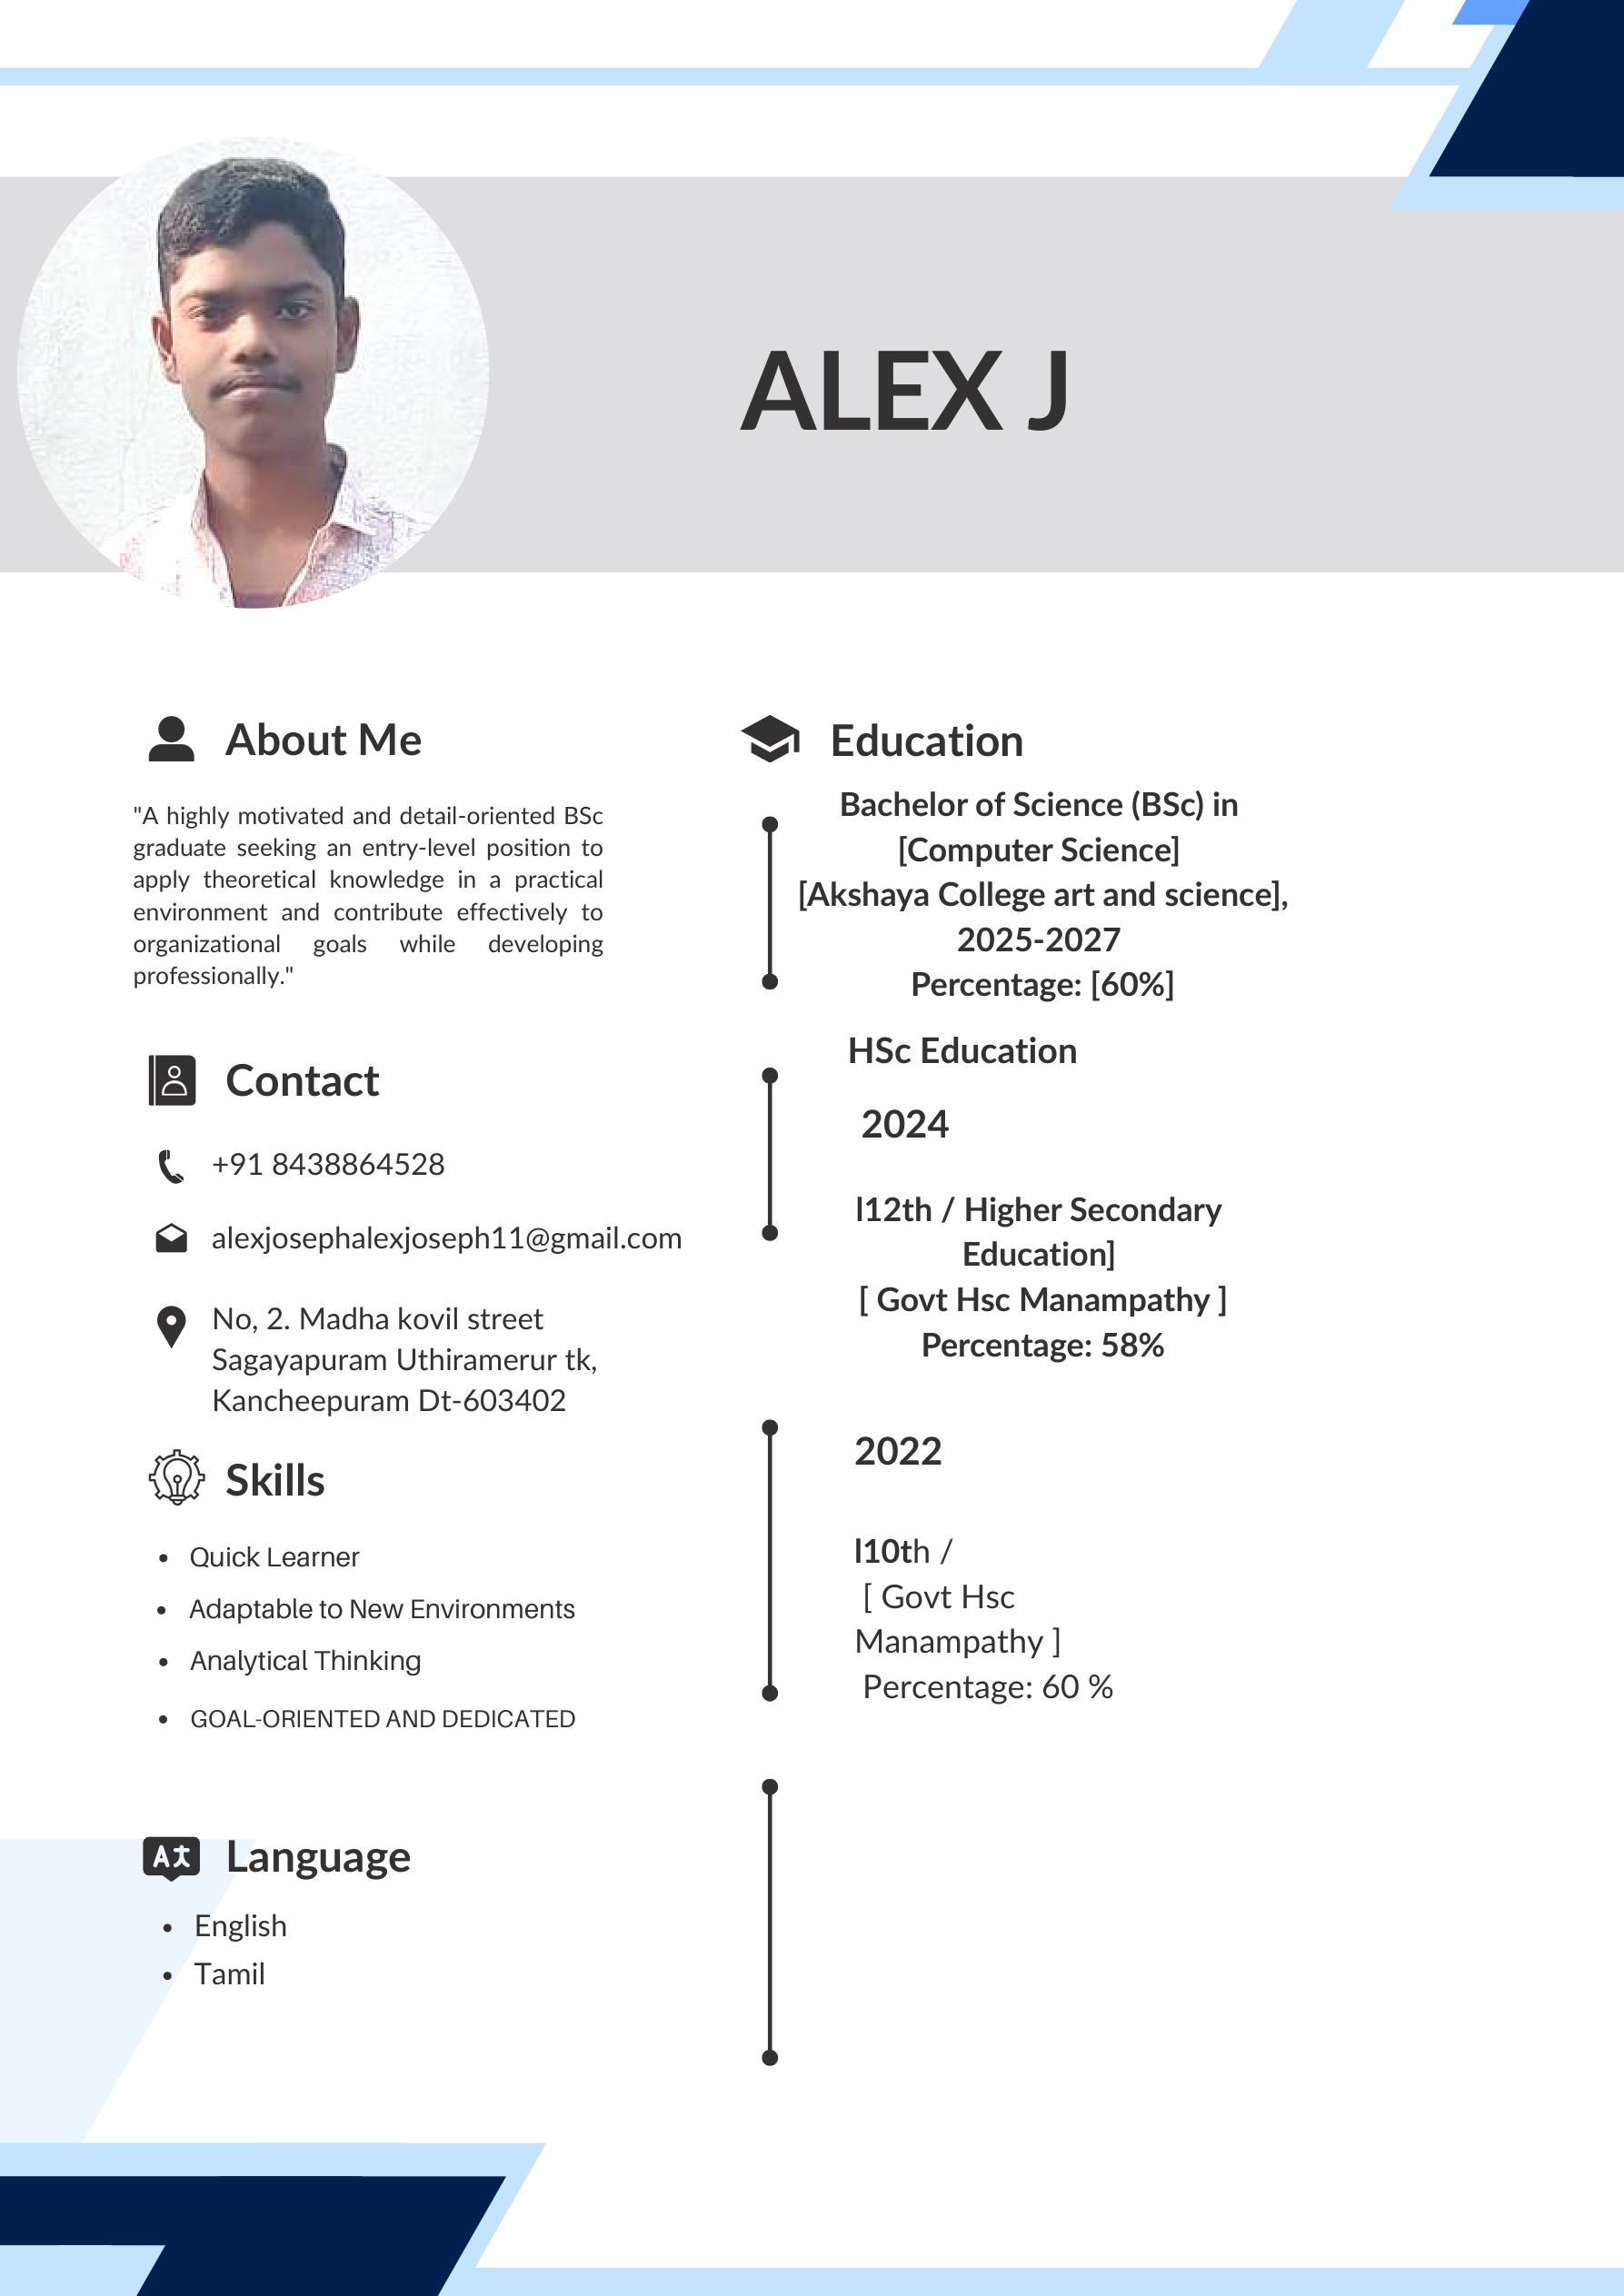 ALEX J
About Me
"A highly motivated and detail-oriented BSc
graduate seeking an entry-level position to
apply theoretical knowledge in a practical
environment and contribute effectively to
organizational goals while developing
professionally."
Contact
+91 8438864528
alexjosephalexjoseph11@gmail.com
No, 2. Madha kovil street
Sagayapuram Uthiramerur tk,
Kancheepuram Dt-603402
Skills
• Quick Learner
• Adaptable to New Environments
• Analytical Thinking
• GOAL-ORIENTED AND DEDICATED
Language
• English
• Tamil
Education
Bachelor of Science (BSc) in
[Computer Science]
[Akshaya College art and science],
2025-2027
Percentage: [60%]
HSc Education
2024
l12th / Higher Secondary
Education]
[ Govt Hsc Manampathy ]
Percentage: 58%
2022
l10th /
[ Govt Hsc
Manampathy ]
Percentage: 60 %